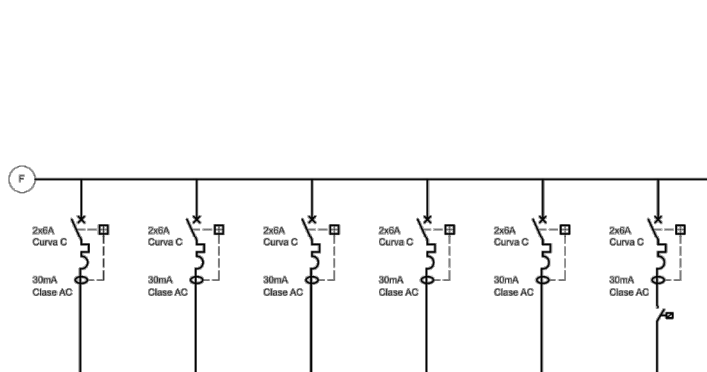 F
2x6A 2x6A 2x6A 2x6A 2x6A 2x6A
Curva C Curva C Curva C Curva C Curva C Curva C
30mA 30mA 30mA 30mA 30mA 30mA
Clase AC Clase AC Clase AC Clase AC Clase AC Clase AC